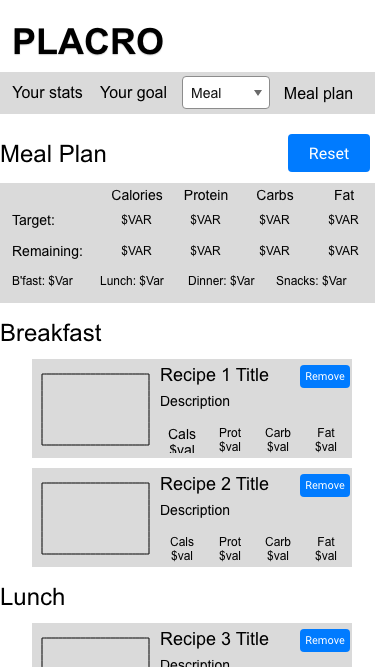 PLACRO
Your stats Your goal Meal Meal plan
Meal Plan Reset
Calories Protein Carbs Fat
Target: $VAR $VAR $VAR $VAR
Remaining: $VAR $VAR $VAR $VAR
B'fast: $Var Lunch: $Var Dinner: $Var Snacks: $Var
Breakfast
Recipe 1 Title Remove
Description
Cals Prot Carb Fat
$val $val $val $val
Recipe 2 Title Remove
Description
Cals Prot Carb Fat
$val $val $val $val
Lunch
Recipe 3 Title Remove
Description